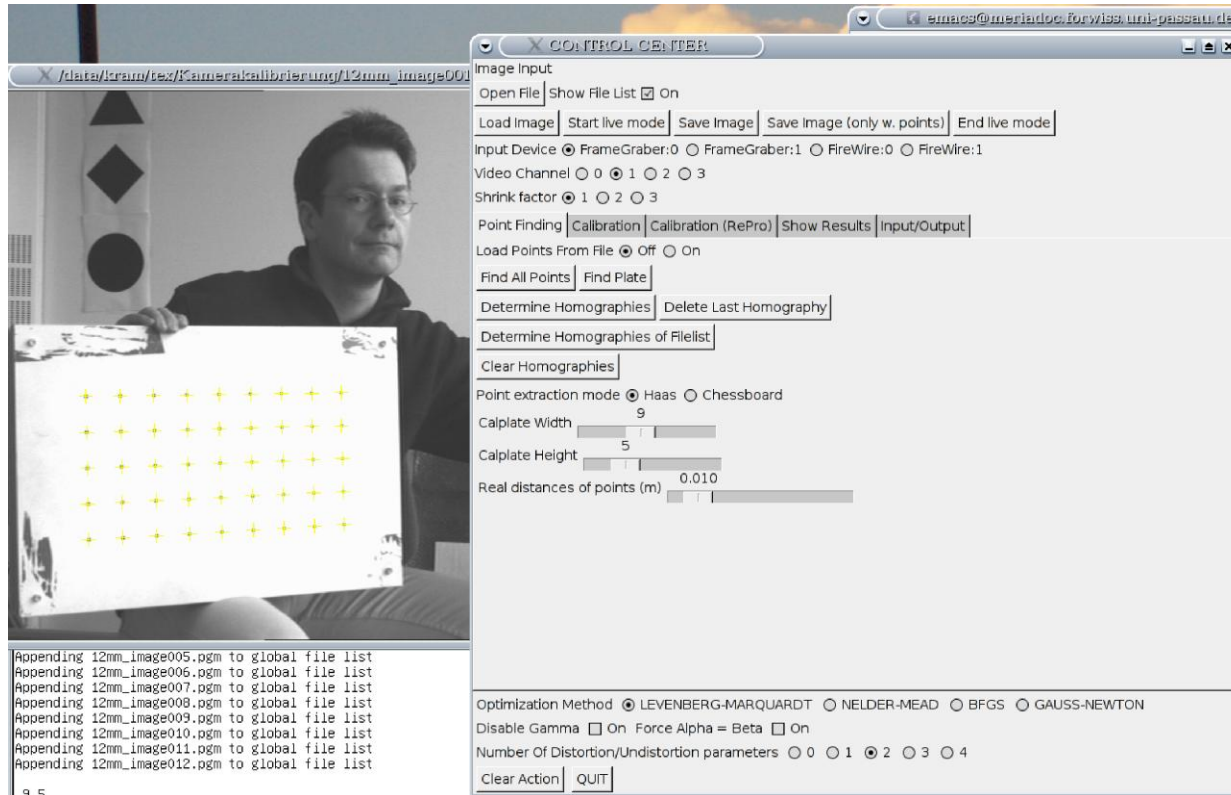 emacs@meriadoc.forwiss.uni-passau.de
CONTROL CENTER
/data/kram/tex/Kamerakalibrierung/12mm_image001
Image Input
Open File Show File List On
Load Image Start live mode Save Image Save Image (only w. points) End live mode
Input Device FrameGraber:0 FrameGraber:1 FireWire:0 FireWire:1
Video Channel 0 1 2 3
Shrink factor 1 2 3
Point Finding Calibration Calibration (RePro) Show Results Input/Output
Load Points From File Off On
Find All Points Find Plate
Determine Homographies Delete Last Homography
Determine Homographies of Filelist
Clear Homographies
Point extraction mode Haas Chessboard
9
Calplate Width
5
Calplate Height
0.010
Real distances of points (m)
Appending 12mm_image005.pgm to global file list
Appending 12mm_image006.pgm to global file list
Appending 12mm_image007.pgm to global file list
Appending 12mm_image008.pgm to global file list
Appending 12mm_image009.pgm to global file list
Appending 12mm_image010.pgm to global file list
Appending 12mm_image011.pgm to global file list
Appending 12mm_image012.pgm to global file list
9 5
Optimization Method LEVENBERG-MARQUARDT NELDER-MEAD BFGS GAUSS-NEWTON
Disable Gamma On Force Alpha = Beta On
Number Of Distortion/Undistortion parameters 0 1 2 3 4
Clear Action QUIT